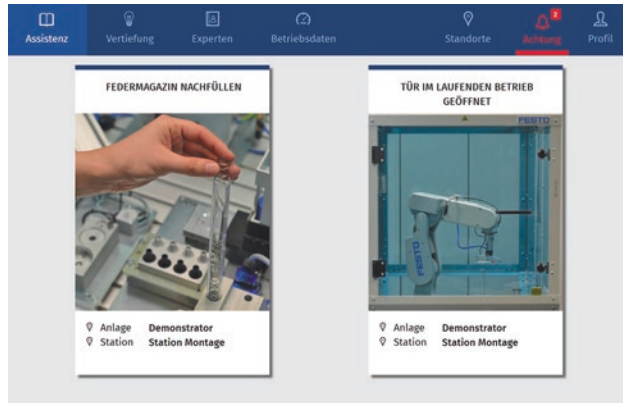 Assistenz
Vertiefung
Experten
Betriebsdaten
Standorte
Achtung
2
Profil
FEDERMAGAZIN NACHFÜLLEN
TÜR IM LAUFENDEN BETRIEB
GEÖFFNET
FESTO
FESTO
Anlage Demonstrator
Station Station Montage
Anlage Demonstrator
Station Station Montage